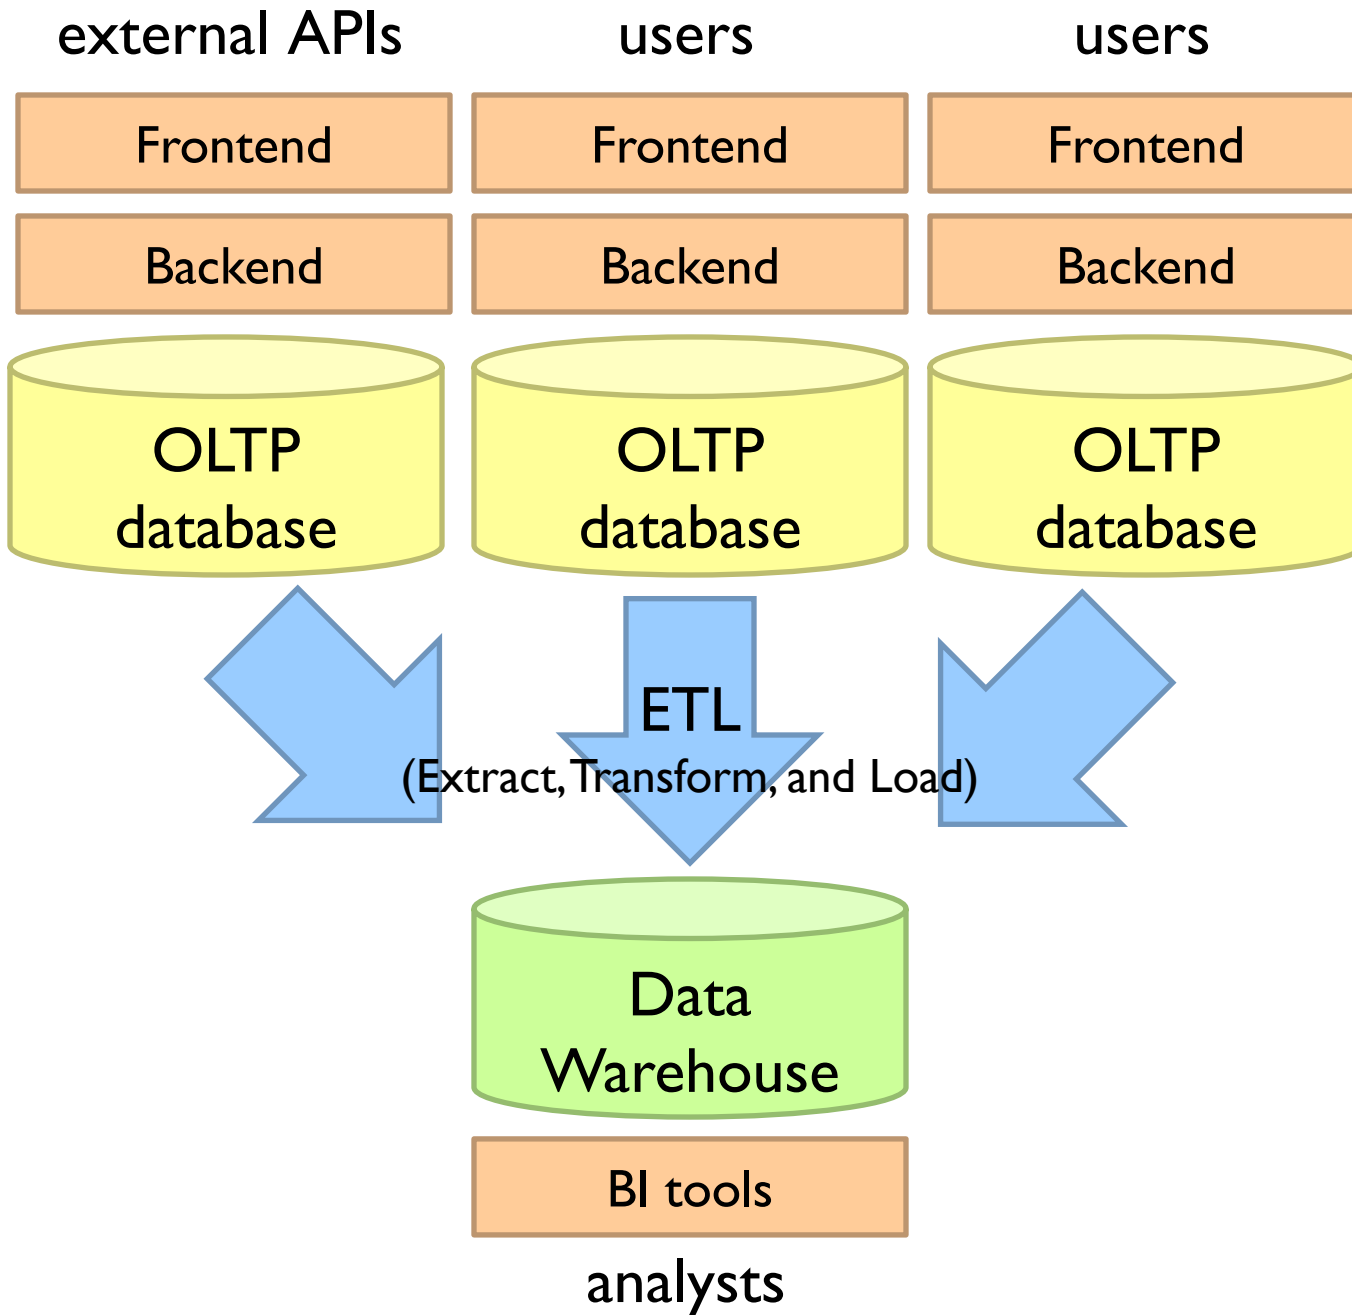 external APIs
users
users
Frontend
Frontend
Frontend
Backend
Backend
Backend
OLTP
database
OLTP
database
OLTP
database
ETL
(Extract, Transform, and Load)
Data
Warehouse
BI tools
analysts